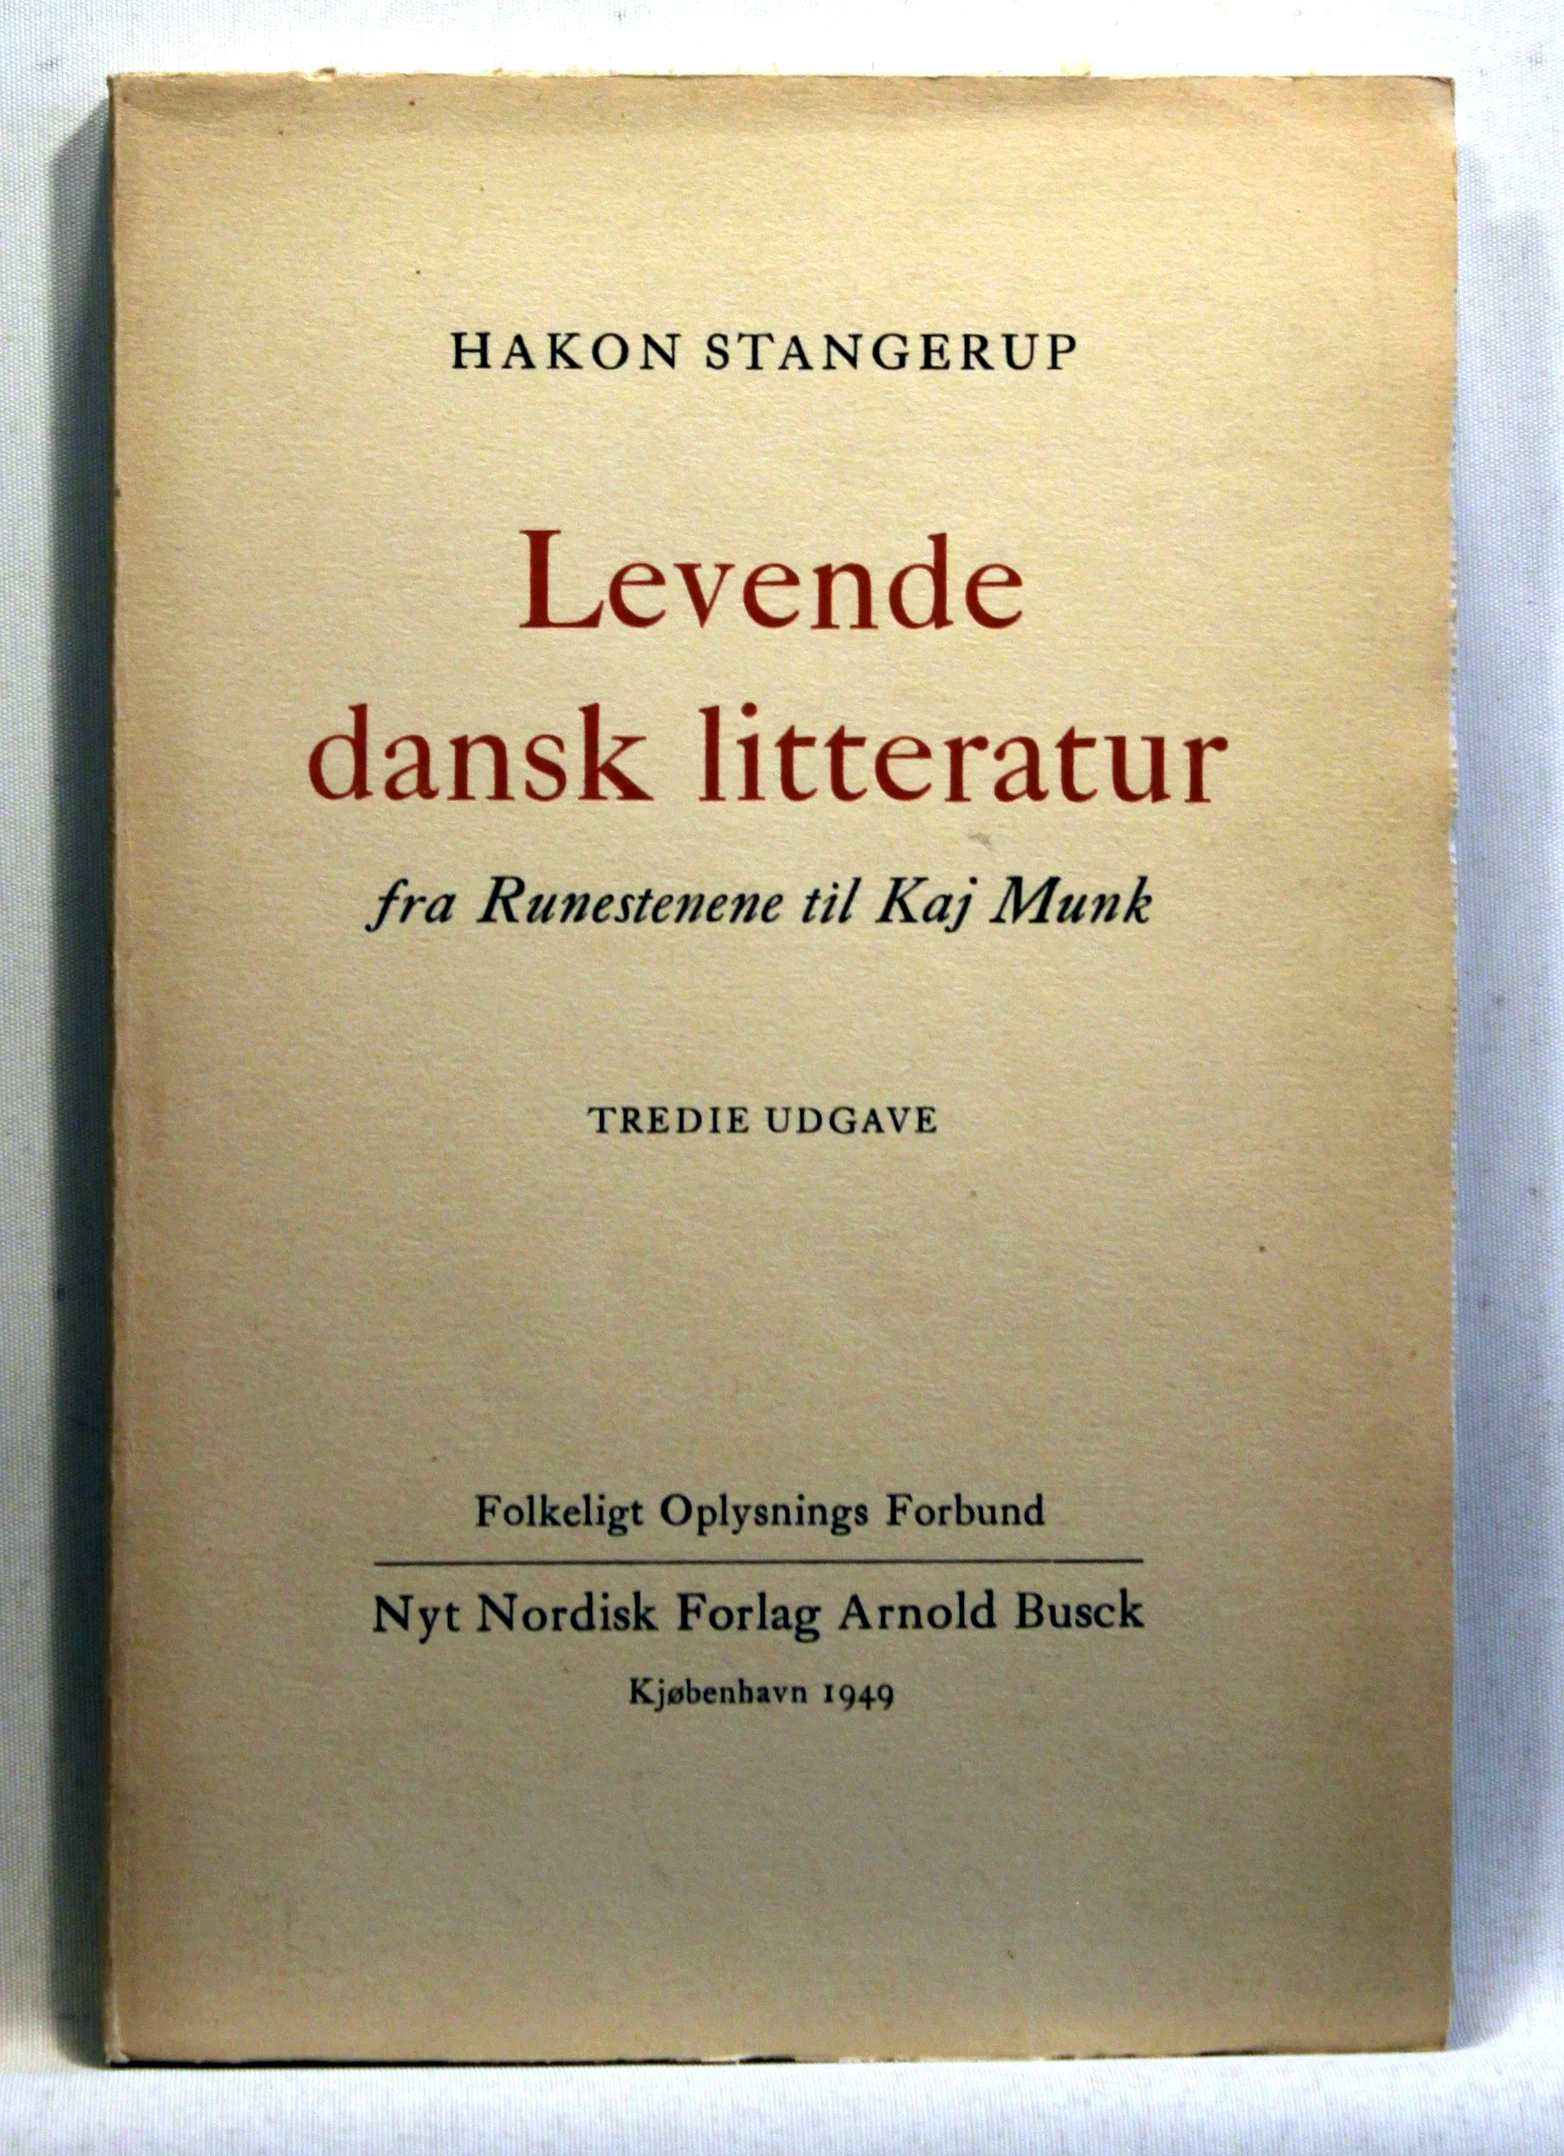 HAKON STANGERUP
Levende
dansk litteratur
fra Runestenene til Kaj Munk
TREDIE UDGAVE
Folkeligt Oplysnings Forbund
Nyt Nordisk Forlag Arnold Busck
Kjøbenhavn 1949